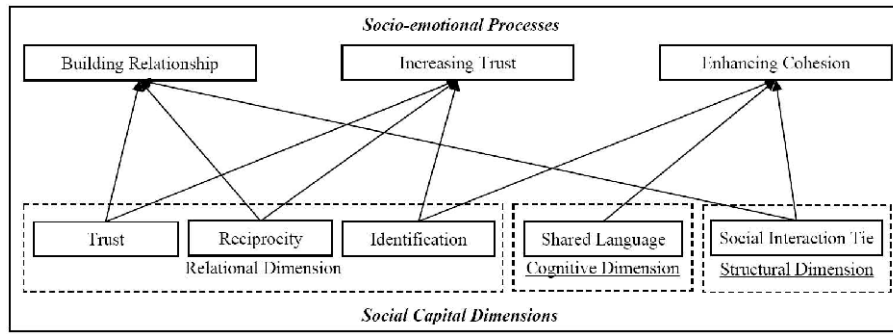 Socio-emotional Processes
Building Relationship
Increasing Trust
Enhancing Cohesion
Trust
Reciprocity
Identification
Shared Language
Social Interaction Tie
Relational Dimension
Cognitive Dimension
Structural Dimension
Social Capital Dimensions